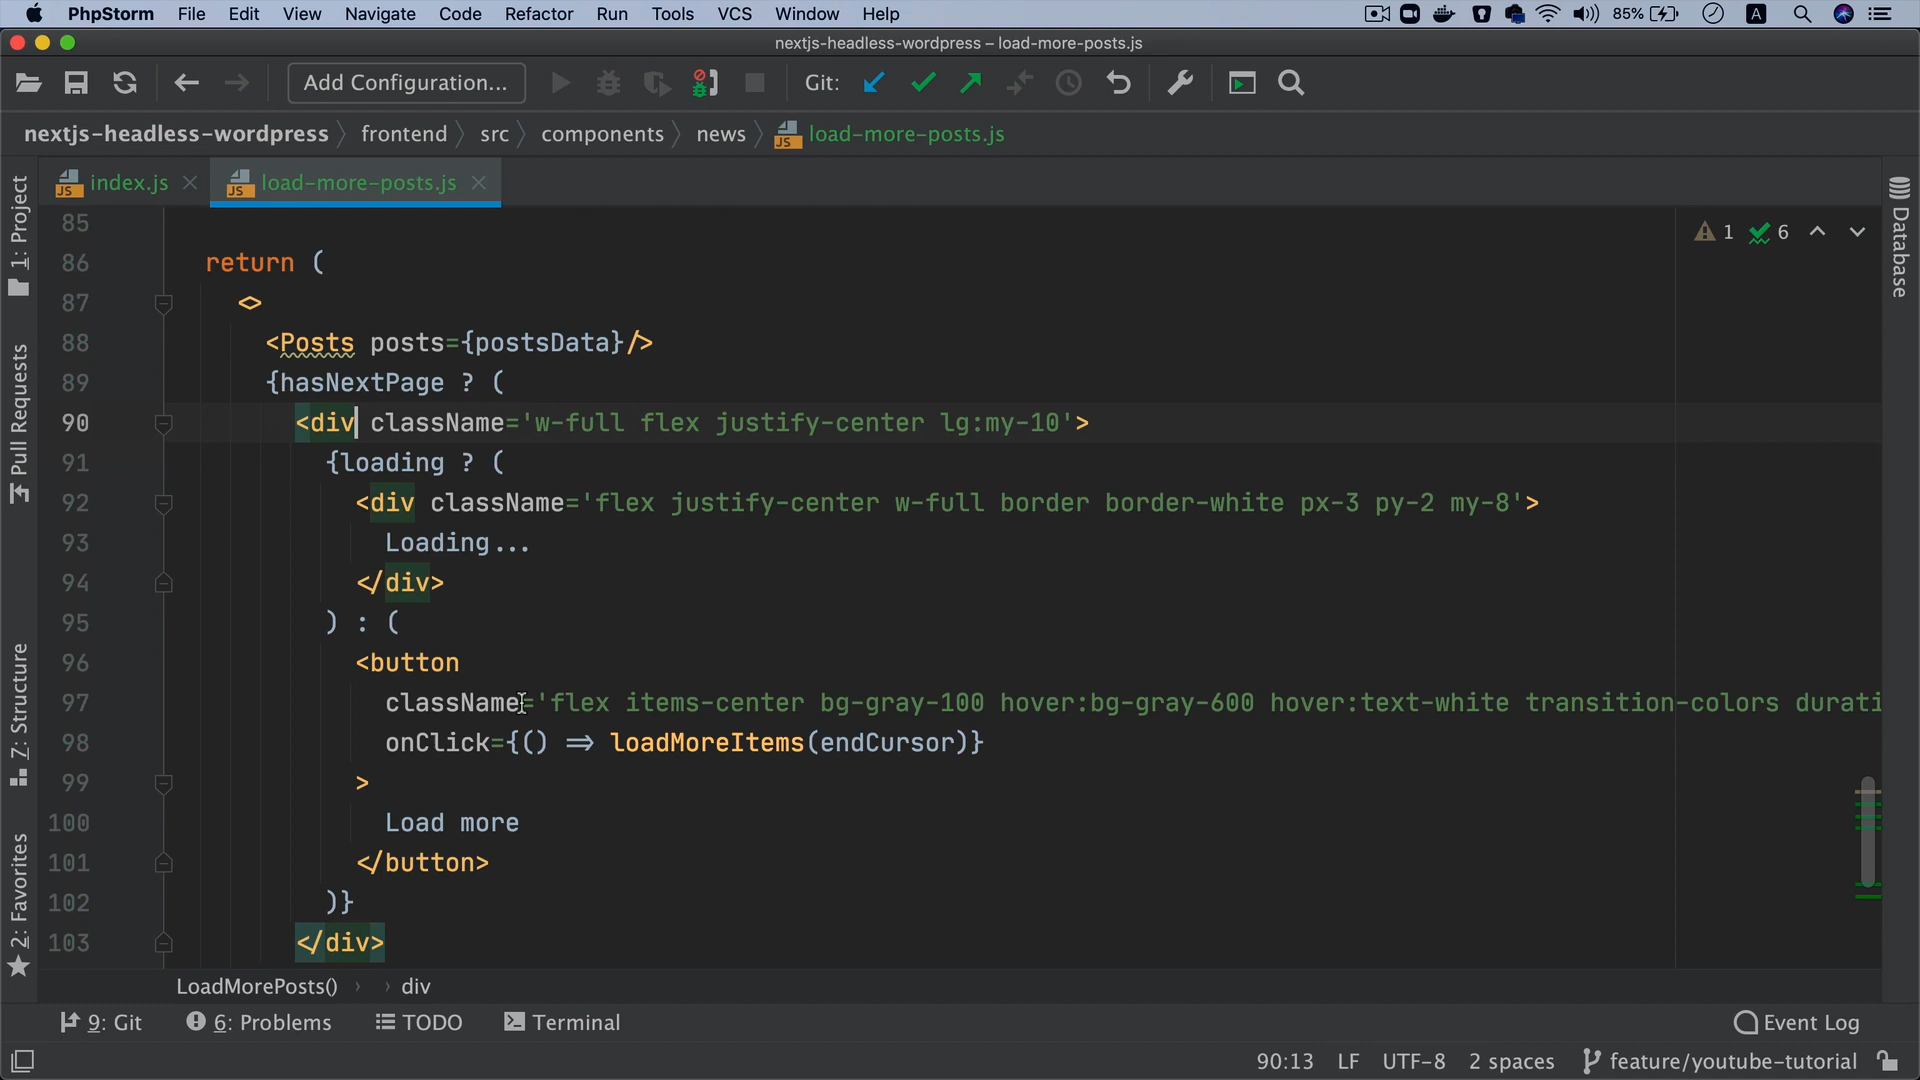 PhpStorm File Edit View Navigate Code Refactor Run Tools VCS Window Help 85% A
nextjs-headless-wordpress – load-more-posts.js
Add Configuration... Git:
nextjs-headless-wordpress frontend src components news load-more-posts.js
index.js load-more-posts.js
1 6
85
86 return (
87 <>
88 <Posts posts={postsData}/>
89 {hasNextPage ? (
90 <div className='w-full flex justify-center lg:my-10'>
91 {loading ? (
92 <div className='flex justify-center w-full border border-white px-3 py-2 my-8'>
93 Loading...
94 </div>
95 ) : (
96 <button
97 className='flex items-center bg-gray-100 hover:bg-gray-600 hover:text-white transition-colors durati
98 onClick={() => loadMoreItems(endCursor)}
99 >
100 Load more
101 </button>
102 )}
103 </div>
1: Project
Pull Requests
Z: Structure
2: Favorites
Database
LoadMorePosts() div
9: Git 6: Problems TODO Terminal Event Log
90:13 LF UTF-8 2 spaces feature/youtube-tutorial